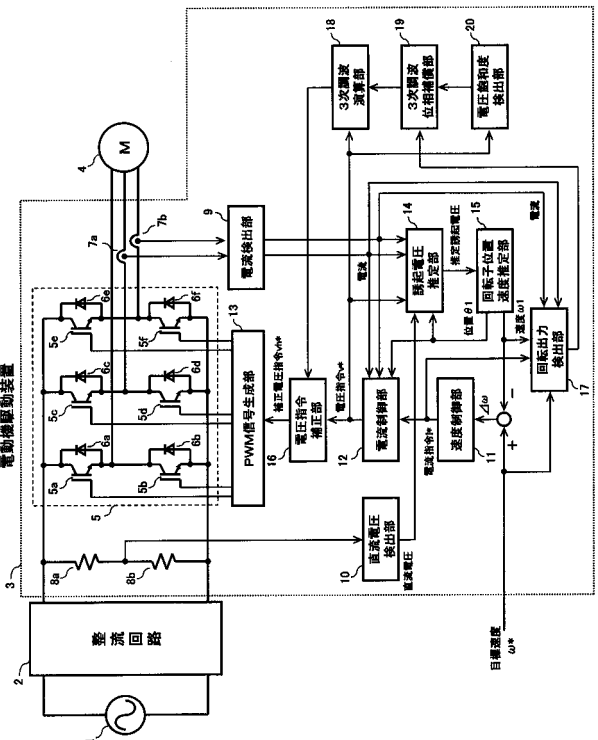 電動機駆動装置
3
2
整流回路
8a
8b
5
5a
5b
5c
5d
5e
5f
6a
6b
6c
6d
6e
6f
4
M
7a
7b
9
電流検出部
13
PWM信号生成部
補正電圧指令vh*
16
電圧指令
補正部
電圧指令v*
12
電流制御部
電流指令I*
11
速度制御部
Δω
+
−
目標速度
ω*
10
直流電圧
検出部
直流電圧
電流
14
誘起電圧
推定部
推定誘起電圧
15
回転子位置
速度推定部
位置θ1
速度ω1
電流
17
回転出力
検出部
18
3次調波
演算部
19
3次調波
位相補償部
20
電圧飽和度
検出部